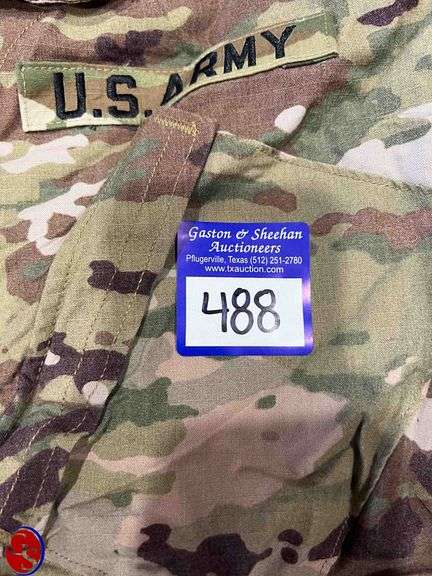 U.S. ARMY
Gaston & Sheehan
Auctioneers
Pflugerville, Texas (512) 251-2780
www.txauction.com
488